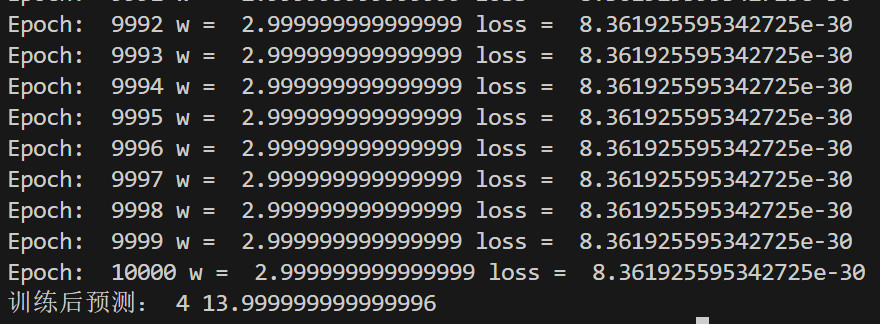 Epoch:  9992 w =  2.999999999999999 loss =  8.361925595342725e-30
Epoch:  9993 w =  2.999999999999999 loss =  8.361925595342725e-30
Epoch:  9994 w =  2.999999999999999 loss =  8.361925595342725e-30
Epoch:  9995 w =  2.999999999999999 loss =  8.361925595342725e-30
Epoch:  9996 w =  2.999999999999999 loss =  8.361925595342725e-30
Epoch:  9997 w =  2.999999999999999 loss =  8.361925595342725e-30
Epoch:  9998 w =  2.999999999999999 loss =  8.361925595342725e-30
Epoch:  9999 w =  2.999999999999999 loss =  8.361925595342725e-30
Epoch:  10000 w =  2.999999999999999 loss =  8.361925595342725e-30
训练后预测： 4 13.999999999999996